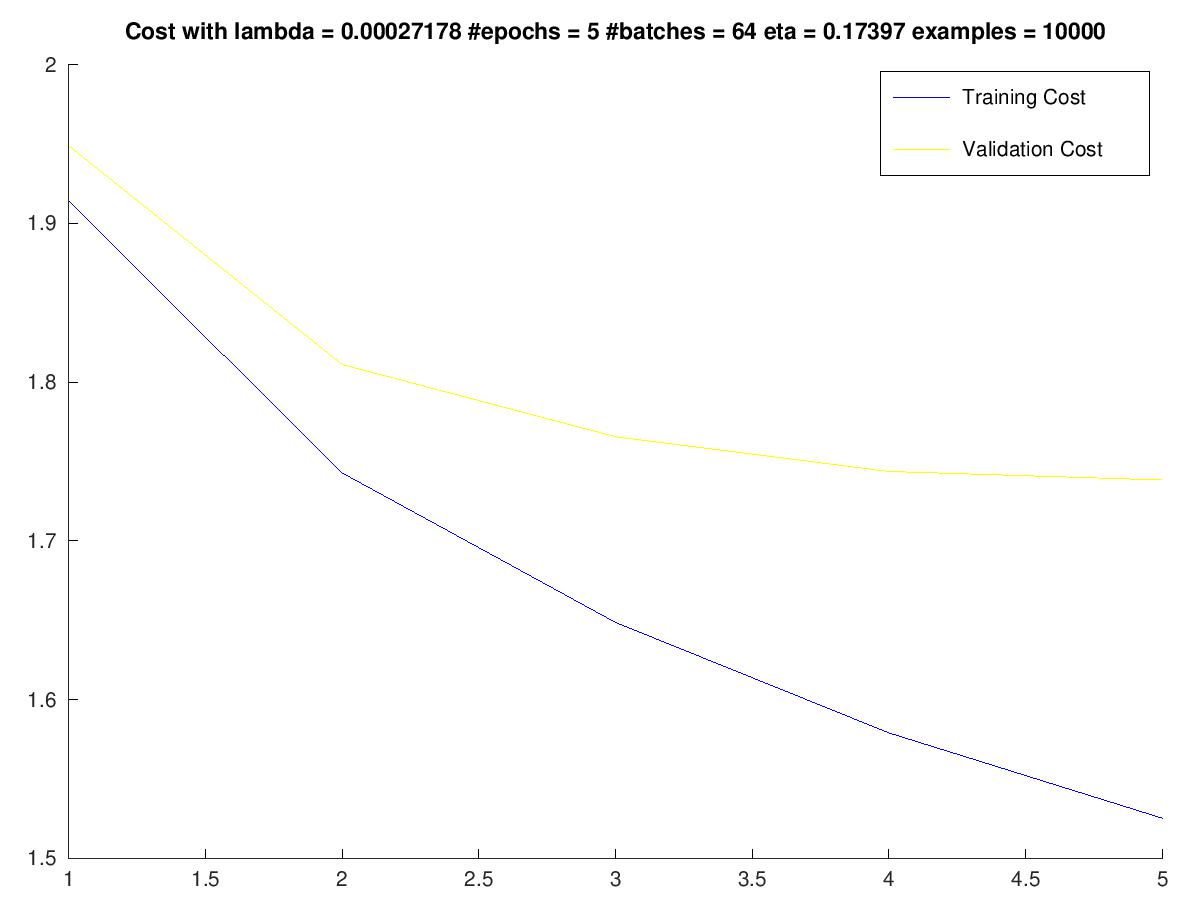 Cost with lambda = 0.00027178 #epochs = 5 #batches = 64 eta = 0.17397 examples = 10000
2
Training Cost
Validation Cost
1.9
1.8
1.7
1.6
1.5
1 1.5 2 2.5 3 3.5 4 4.5 5